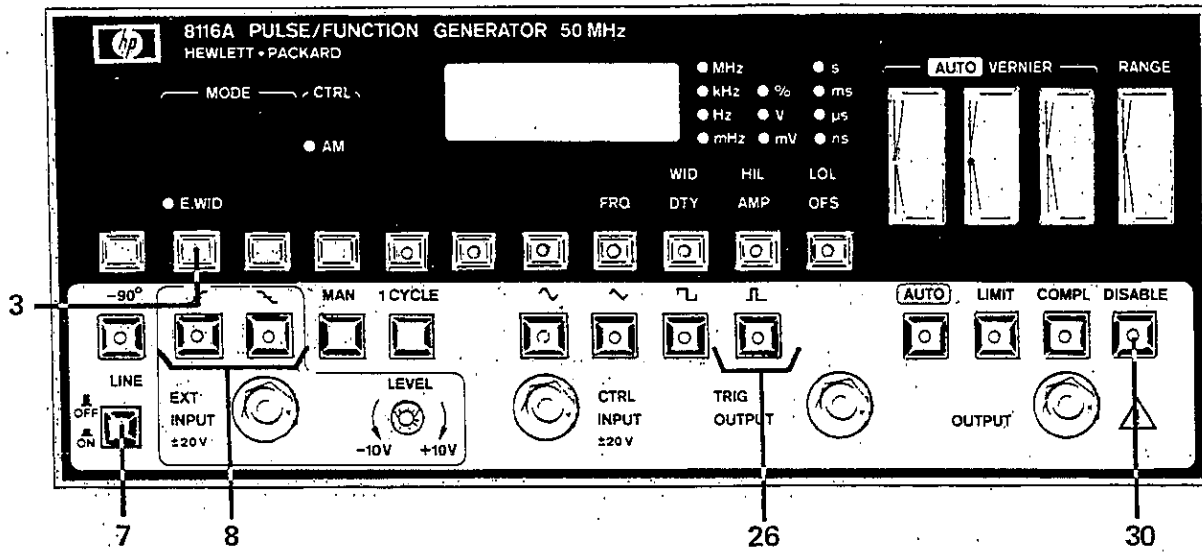 hp
8116A PULSE/FUNCTION GENERATOR 50 MHz
HEWLETT • PACKARD
MODE CTRL
AM
E.WID
MHz s
kHz % ms
Hz V µs
mHz mV ns
AUTO VERNIER RANGE
WID HIL LOL
FRQ DTY AMP OFS
3
-90° MAN 1 CYCLE AUTO LIMIT COMPL DISABLE
LINE
OFF
ON
EXT
INPUT
±20V
LEVEL
-10V +10V
CTRL
INPUT
±20V
TRIG
OUTPUT
OUTPUT
7 8 26 30